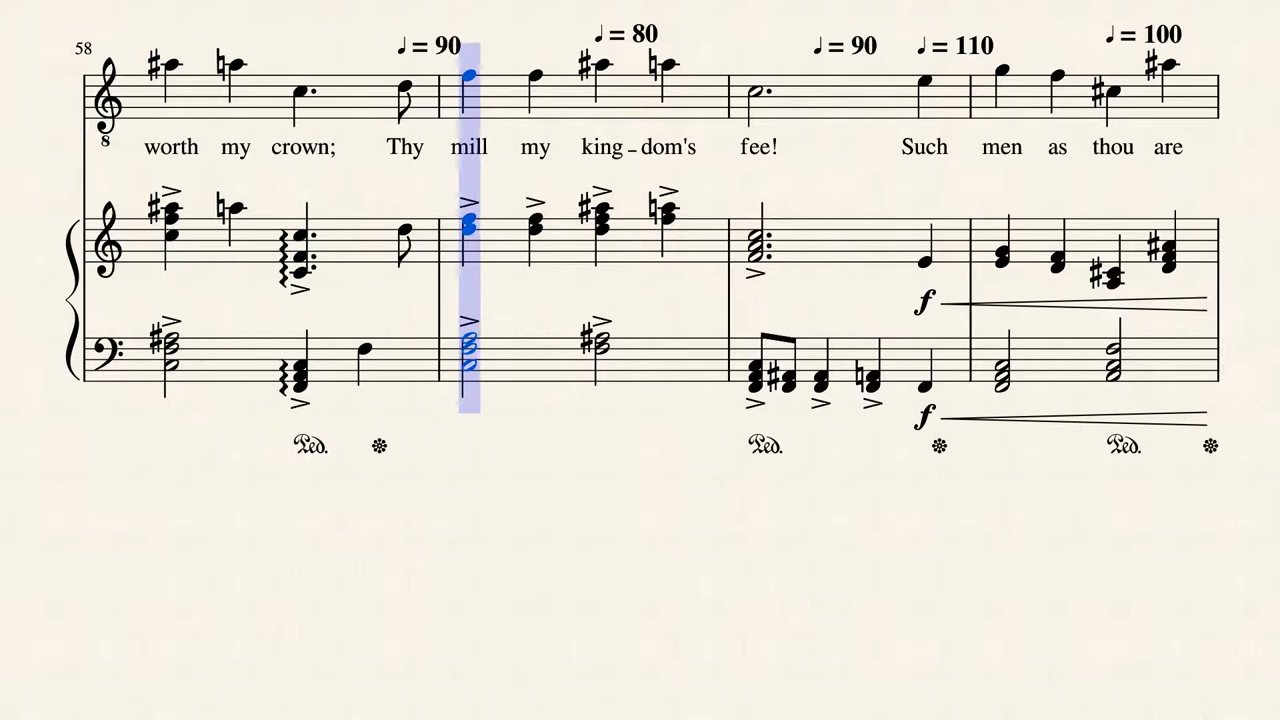 58
♩ = 90 ♩ = 80 ♩ = 90 ♩ = 110 ♩ = 100
8
worth my crown; Thy mill my king – dom's fee! Such men as thou are
f
f
Ped. Ped. Ped.